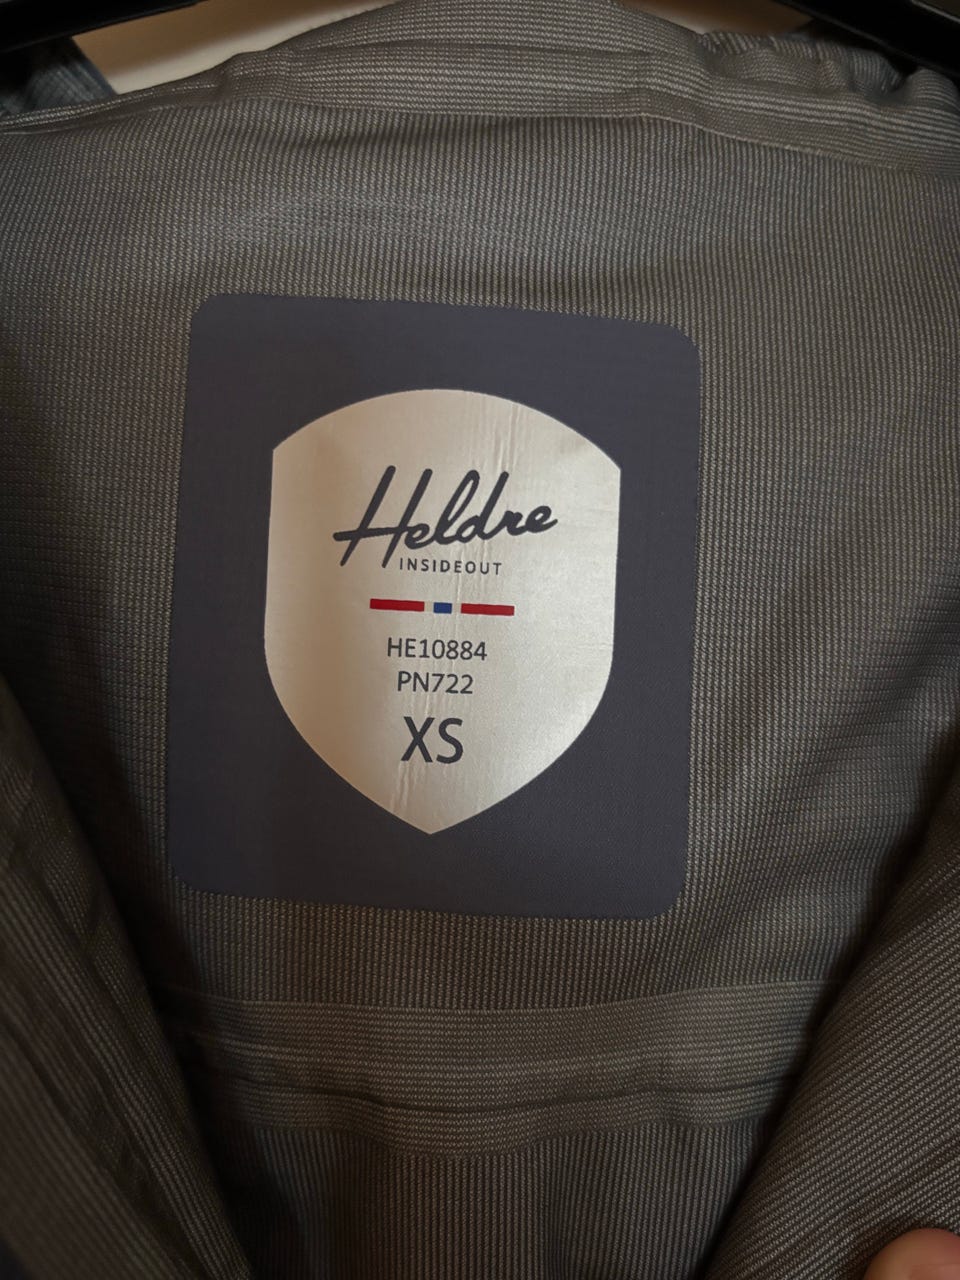 Heldre
INSIDEOUT
HE10884
PN722
XS